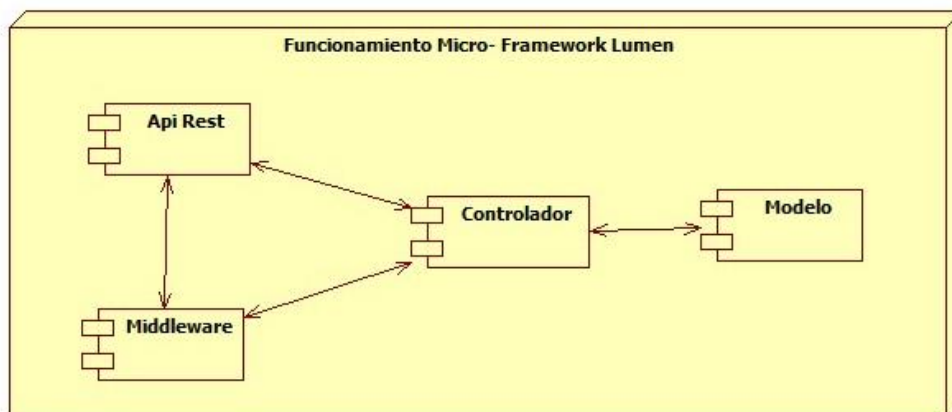 Funcionamiento Micro- Framework Lumen
Api Rest
Controlador
Modelo
Middleware